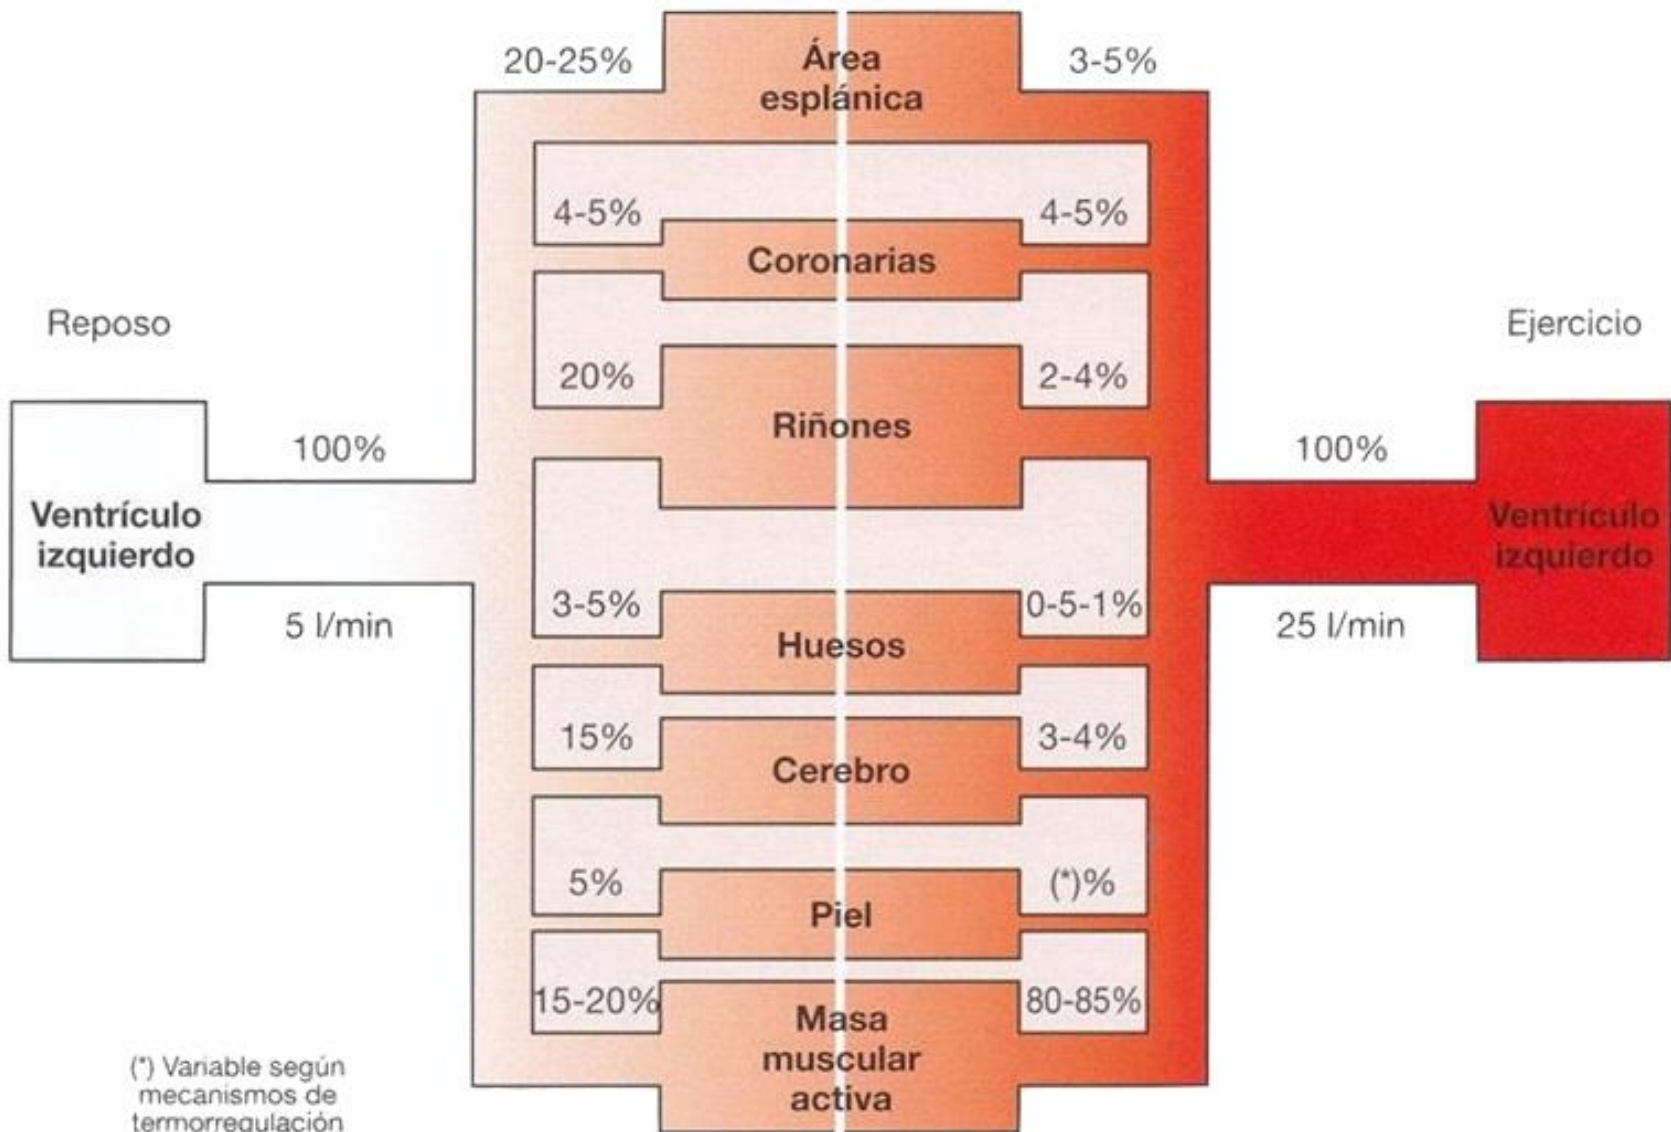 20-25%
Área
esplánica
3-5%
4-5%
4-5%
Coronarias
Reposo
Ejercicio
20%
2-4%
Riñones
100%
100%
Ventrículo
izquierdo
Ventrículo
izquierdo
3-5%
0-5-1%
5 l/min
25 l/min
Huesos
15%
3-4%
Cerebro
5%
(*)%
Piel
15-20%
80-85%
Masa
muscular
activa
(*) Variable según
mecanismos de
termorregulación